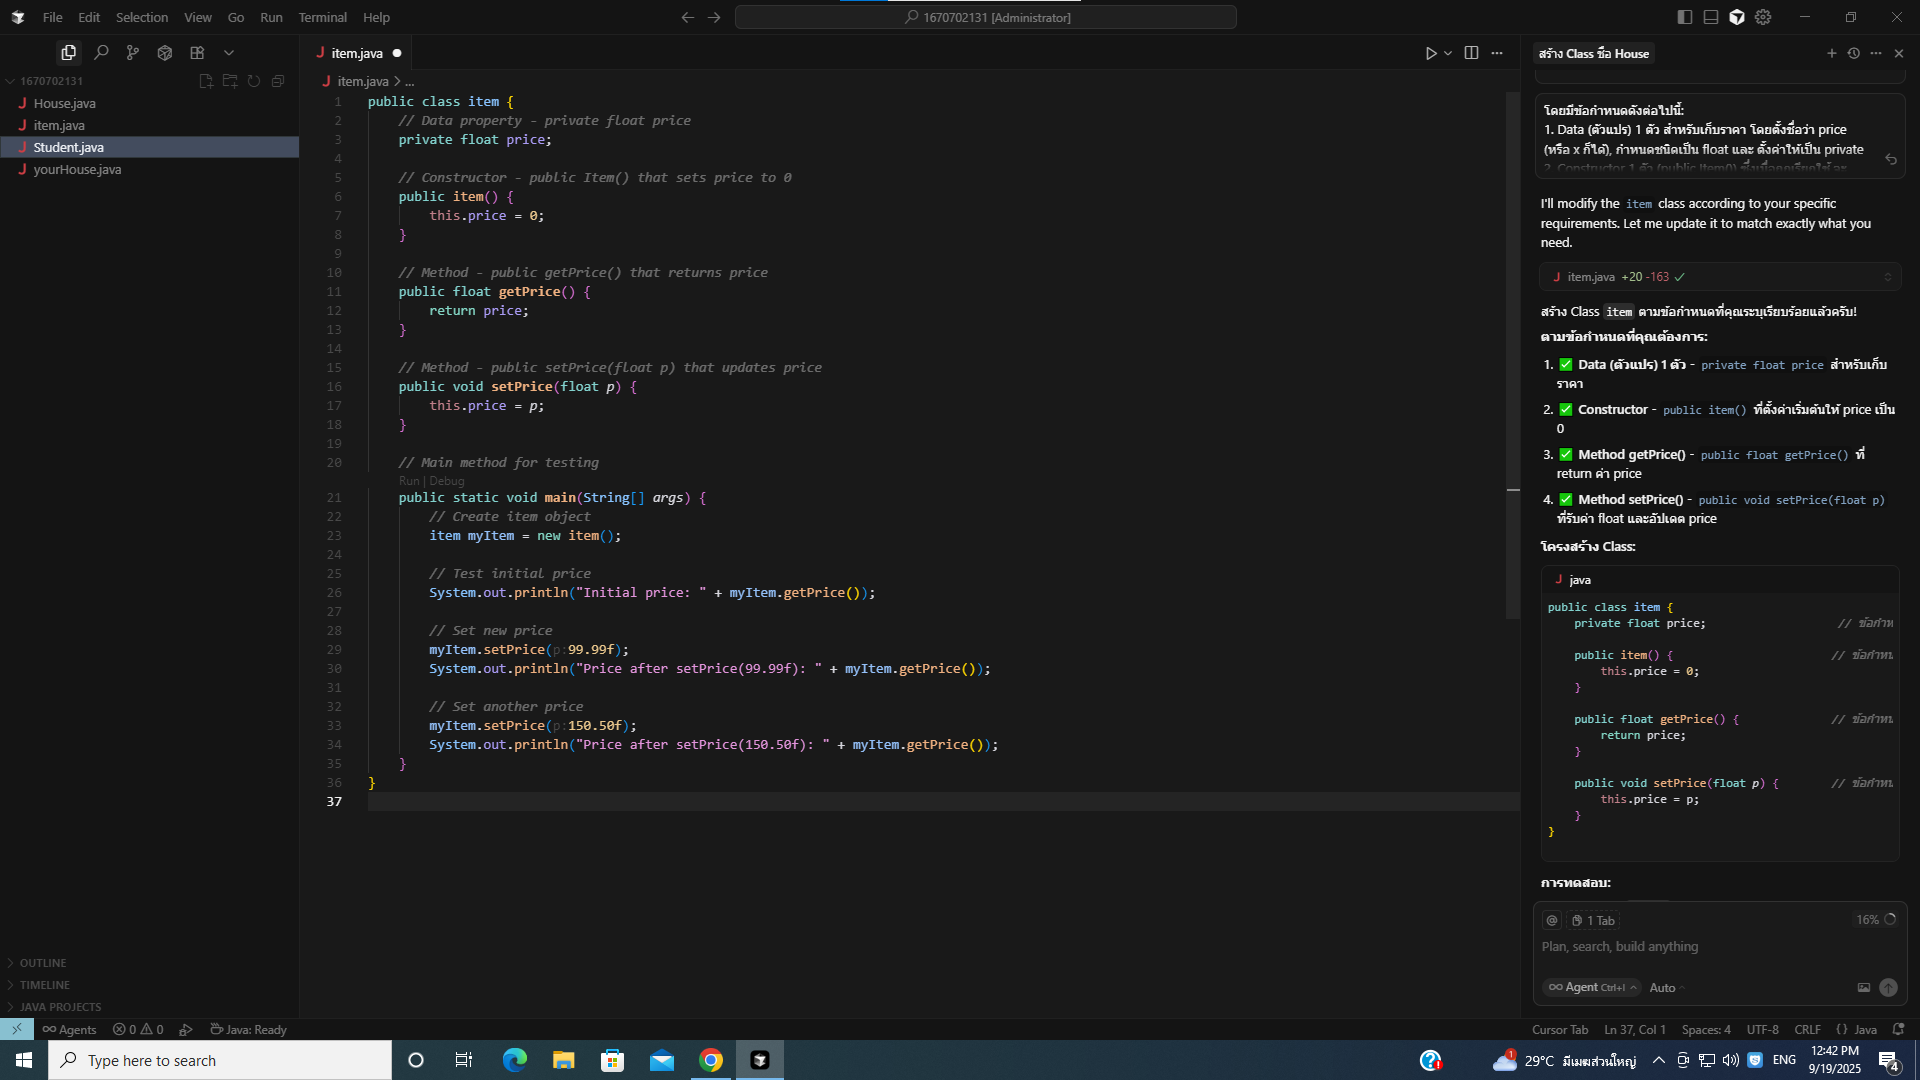 File Edit Selection View Go Run Terminal Help
1670702131 [Administrator]
1670702131
House.java
item.java
Student.java
yourHouse.java
OUTLINE
TIMELINE
JAVA PROJECTS
item.java
item.java > ...
1 public class item {
2 // Data property - private float price
3 private float price;
4
5 // Constructor - public Item() that sets price to 0
6 public item() {
7 this.price = 0;
8 }
9
10 // Method - public getPrice() that returns price
11 public float getPrice() {
12 return price;
13 }
14
15 // Method - public setPrice(float p) that updates price
16 public void setPrice(float p) {
17 this.price = p;
18 }
19
20 // Main method for testing
Run | Debug
21 public static void main(String[] args) {
22 // Create item object
23 item myItem = new item();
24
25 // Test initial price
26 System.out.println("Initial price: " + myItem.getPrice());
27
28 // Set new price
29 myItem.setPrice(p:99.99f);
30 System.out.println("Price after setPrice(99.99f): " + myItem.getPrice());
31
32 // Set another price
33 myItem.setPrice(p:150.50f);
34 System.out.println("Price after setPrice(150.50f): " + myItem.getPrice());
35 }
36 }
37
สร้าง Class ชื่อ House
โดยมีข้อกำหนดดังต่อไปนี้:
1. Data (ตัวแปร) 1 ตัว สำหรับเก็บราคา โดยตั้งชื่อว่า price
(หรือ x ก็ได้), กำหนดชนิดเป็น float และ ตั้งค่าให้เป็น private
2. Constructor 1 ตัว (public Item()) ซึ่งเมื่อถูกเรียกใช้
I'll modify the item class according to your specific
requirements. Let me update it to match exactly what you
need.
item.java +20 -163
สร้าง Class item ตามข้อกำหนดที่คุณระบุเรียบร้อยแล้วครับ!
ตามข้อกำหนดที่คุณต้องการ:
1. ✅ Data (ตัวแปร) 1 ตัว - private float price สำหรับเก็บ
ราคา
2. ✅ Constructor - public item() ที่ตั้งค่าเริ่มต้นให้ price เป็น
0
3. ✅ Method getPrice() - public float getPrice() ที่
return ค่า price
4. ✅ Method setPrice() - public void setPrice(float p)
ที่รับค่า float และอัปเดต price
โครงสร้าง Class:
java
public class item {
private float price; // ข้อกำห
public item() { // ข้อกำห
this.price = 0;
}
public float getPrice() { // ข้อกำห
return price;
}
public void setPrice(float p) { // ข้อกำห
this.price = p;
}
}
การทดสอบ:
@ 1 Tab 16%
Plan, search, build anything
Agent Ctrl+I Auto
Agents 0 0 Java: Ready
Cursor Tab Ln 37, Col 1 Spaces: 4 UTF-8 CRLF {} Java
Type here to search
1 29°C มีเมฆส่วนใหญ่ ENG
12:42 PM
9/19/2025
4